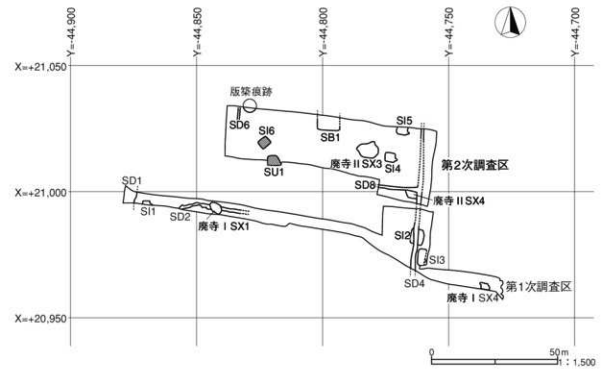 Y=-44,900
Y=-44,850
Y=-44,800
Y=-44,750
Y=-44,700
X=+21,050
版築痕跡
SD6
SI6
SB1
SI5
廃寺ⅡSX3
SI4
第2次調査区
SU1
SD8
廃寺ⅡSX4
X=+21,000
SD1
SI1
SD2
廃寺ⅠSX1
SI2
SI3
SD4
廃寺ⅠSX4
第1次調査区
X=+20,950
0
50m
1:1,500